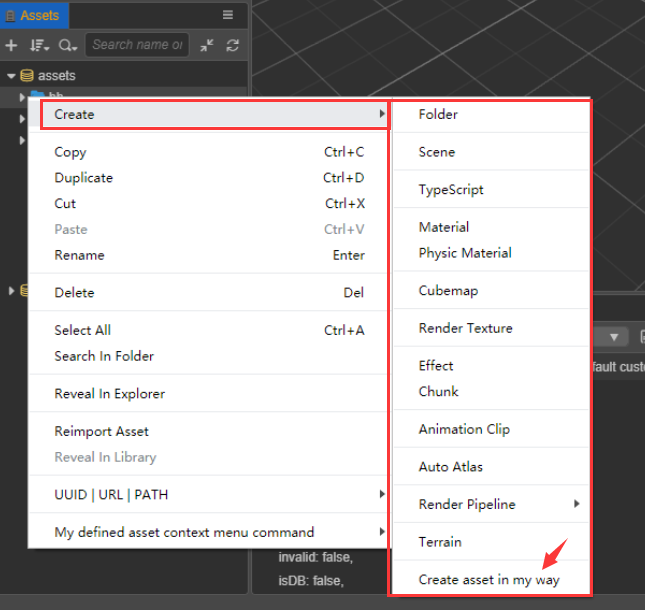 Assets
Search name or
assets
Create
Copy Ctrl+C
Duplicate Ctrl+D
Cut Ctrl+X
Paste Ctrl+V
Rename Enter
Delete Del
Select All Ctrl+A
Search In Folder
Reveal In Explorer
Reimport Asset
Reveal In Library
UUID | URL | PATH
My defined asset context menu command
Folder
Scene
TypeScript
Material
Physic Material
Cubemap
Render Texture
Effect
Chunk
Animation Clip
Auto Atlas
Render Pipeline
Terrain
Create asset in my way
fault cust
invalid: false,
isDB: false,